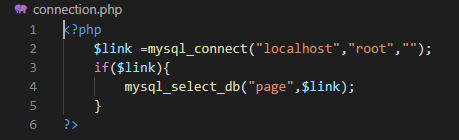 connection.php
1 <?php
2 $link =mysql_connect("localhost","root","");
3 if($link){
4 mysql_select_db("page",$link);
5 }
6 ?>